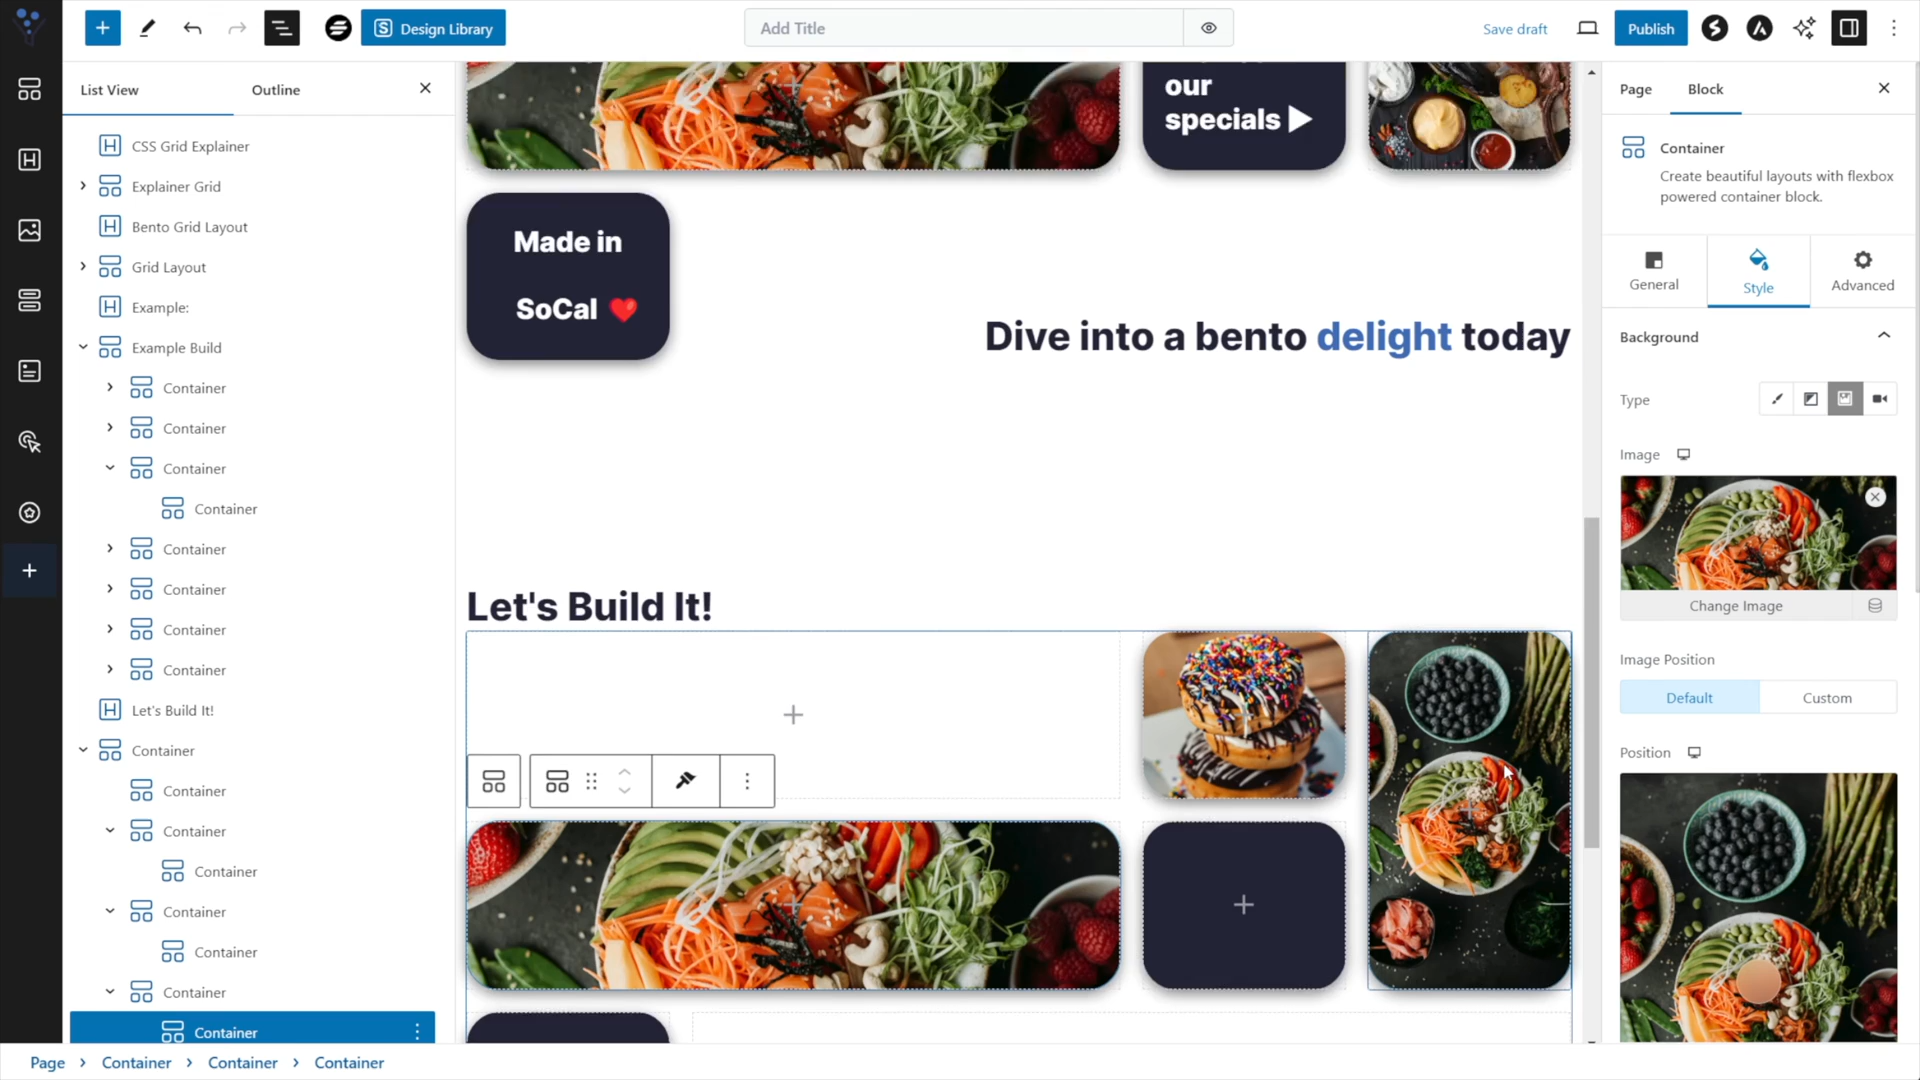 Design Library
Add Title
Save draft
Publish
List View
Outline
CSS Grid Explainer
Explainer Grid
Bento Grid Layout
Grid Layout
Example:
Example Build
Container
Container
Container
Container
Container
Container
Container
Container
Let's Build It!
Container
Container
Container
Container
Container
Container
Container
Container
our
specials
Made in
SoCal
Dive into a bento delight today
Let's Build It!
Page
Block
Container
Create beautiful layouts with flexbox
powered container block.
General
Style
Advanced
Background
Type
Image
Change Image
Image Position
Default
Custom
Position
Page
Container
Container
Container